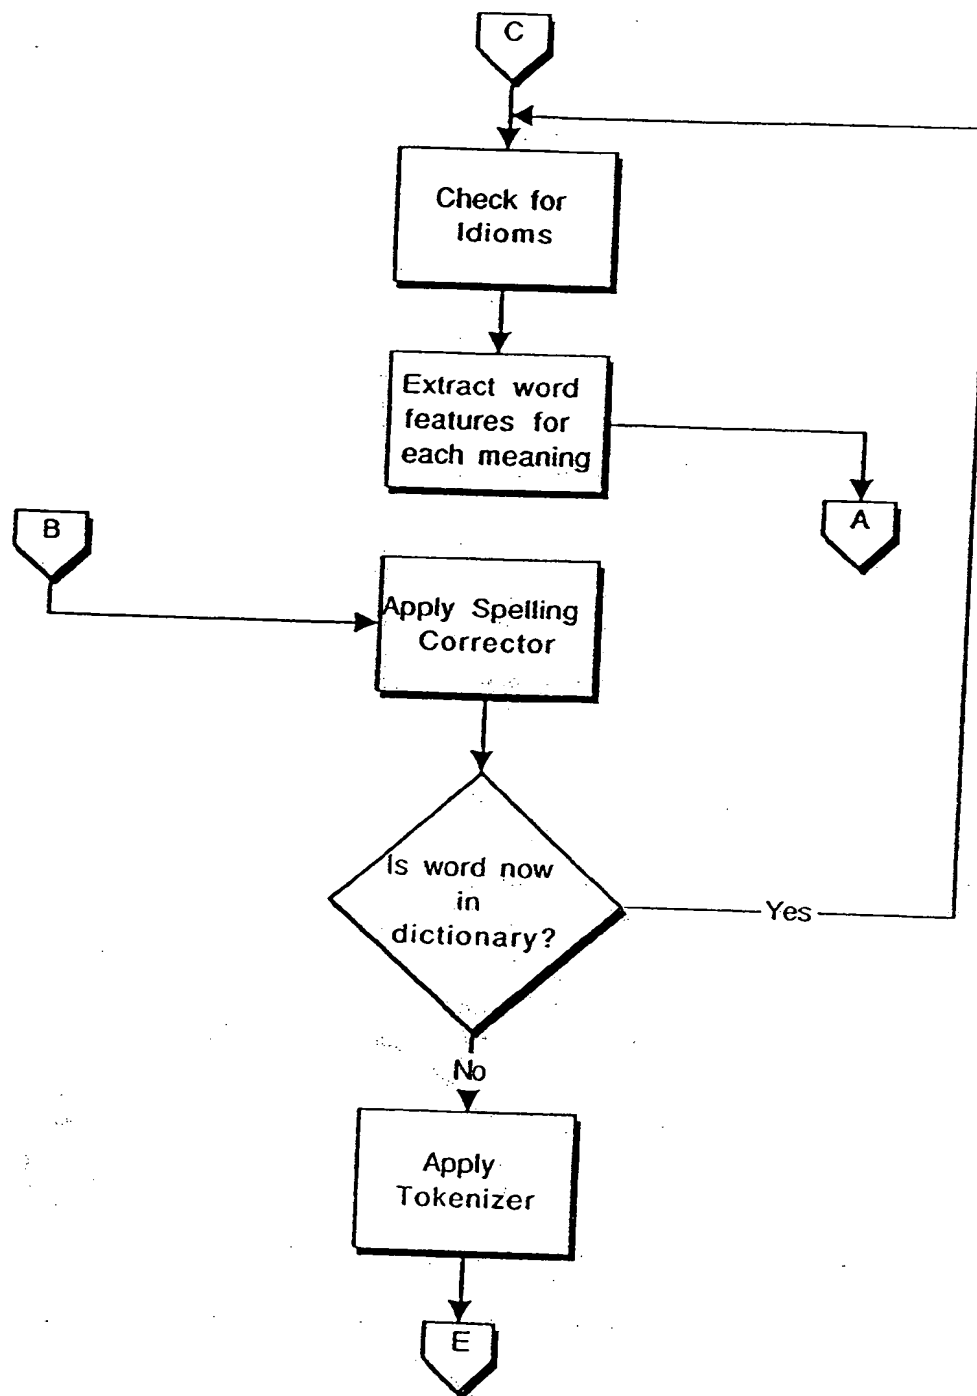 C
Check for
Idioms
Extract word
features for
each meaning
A
B
Apply Spelling
Corrector
Is word now
in
dictionary?
Yes
No
Apply
Tokenizer
E